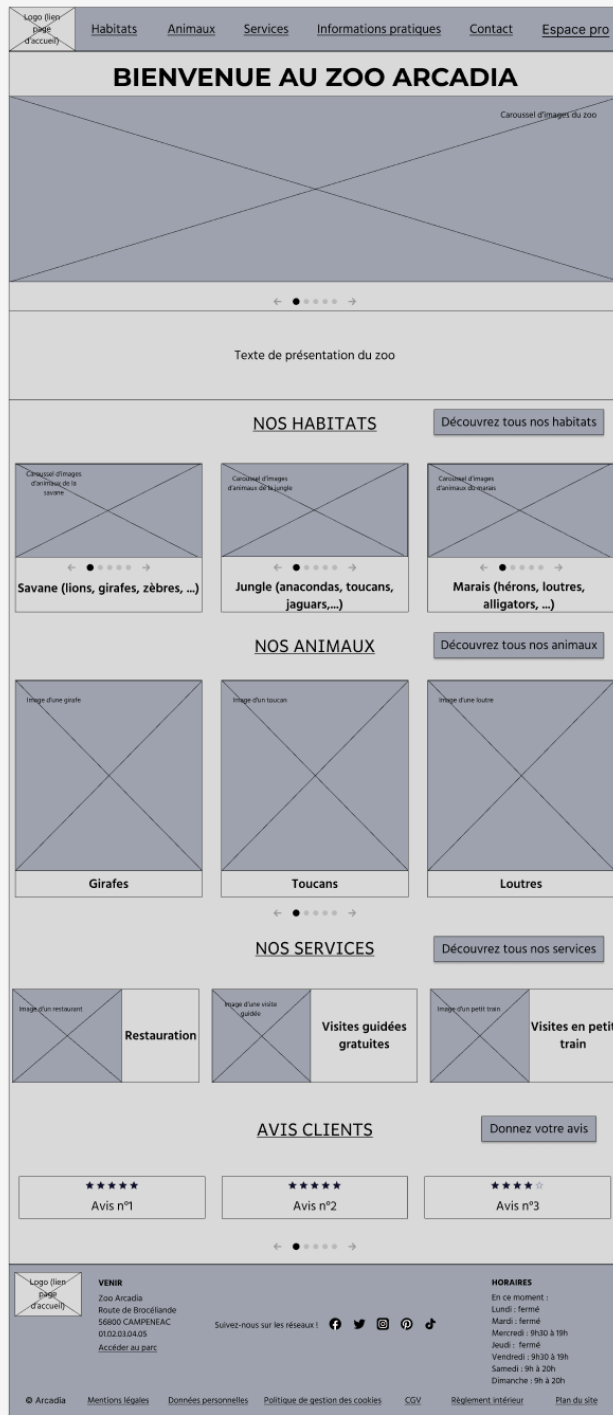 Logo (lien
page
d'accueil)
Habitats
Animaux
Services
Informations pratiques
Contact
Espace pro
BIENVENUE AU ZOO ARCADIA
Caroussel d'images du zoo
Texte de présentation du zoo
NOS HABITATS
Découvrez tous nos habitats
Caroussel d'images
d'animaux de la
savane
Caroussel d'images
d'animaux de la jungle
Caroussel d'images
d'animaux du marais
Savane (lions, girafes, zèbres, ...)
Jungle (anacondas, toucans,
jaguars,...)
Marais (hérons, loutres,
alligators, ...)
NOS ANIMAUX
Découvrez tous nos animaux
Image d'une girafe
Image d'un toucan
Image d'une loutre
Girafes
Toucans
Loutres
NOS SERVICES
Découvrez tous nos services
Image d'un restaurant
Restauration
Image d'une visite
guidée
Visites guidées
gratuites
Image d'un petit train
Visites en petit
train
AVIS CLIENTS
Donnez votre avis
Avis n°1
Avis n°2
Avis n°3
Logo (lien
page
d'accueil)
VENIR
Zoo Arcadia
Route de Brocéliande
56800 CAMPENEAC
01.02.03.04.05
Accéder au parc
Suivez-nous sur les réseaux !
HORAIRES
En ce moment :
Lundi : fermé
Mardi : fermé
Mercredi : 9h30 à 19h
Jeudi : fermé
Vendredi : 9h30 à 19h
Samedi : 9h à 20h
Dimanche : 9h à 20h
© Arcadia
Mentions légales
Données personnelles
Politique de gestion des cookies
CGV
Règlement intérieur
Plan du site